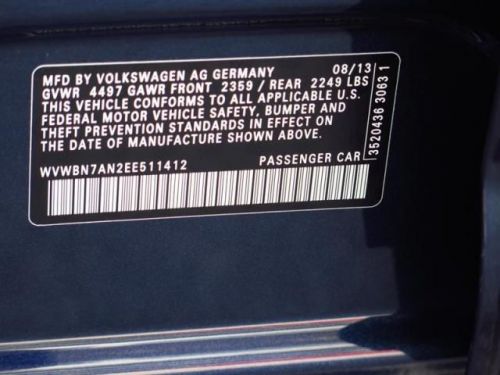 MFD BY VOLKSWAGEN AG GERMANY 08/13
GVWR 4497 GAWR FRONT 2359 / REAR 2249 LBS
THIS VEHICLE CONFORMS TO ALL APPLICABLE U.S.
FEDERAL MOTOR VEHICLE SAFETY, BUMPER AND
THEFT PREVENTION STANDARDS IN EFFECT ON
THE DATE OF MANUFACTURE SHOWN ABOVE.
WVWBN7AN2EE511412 PASSENGER CAR
3520436 3063 1